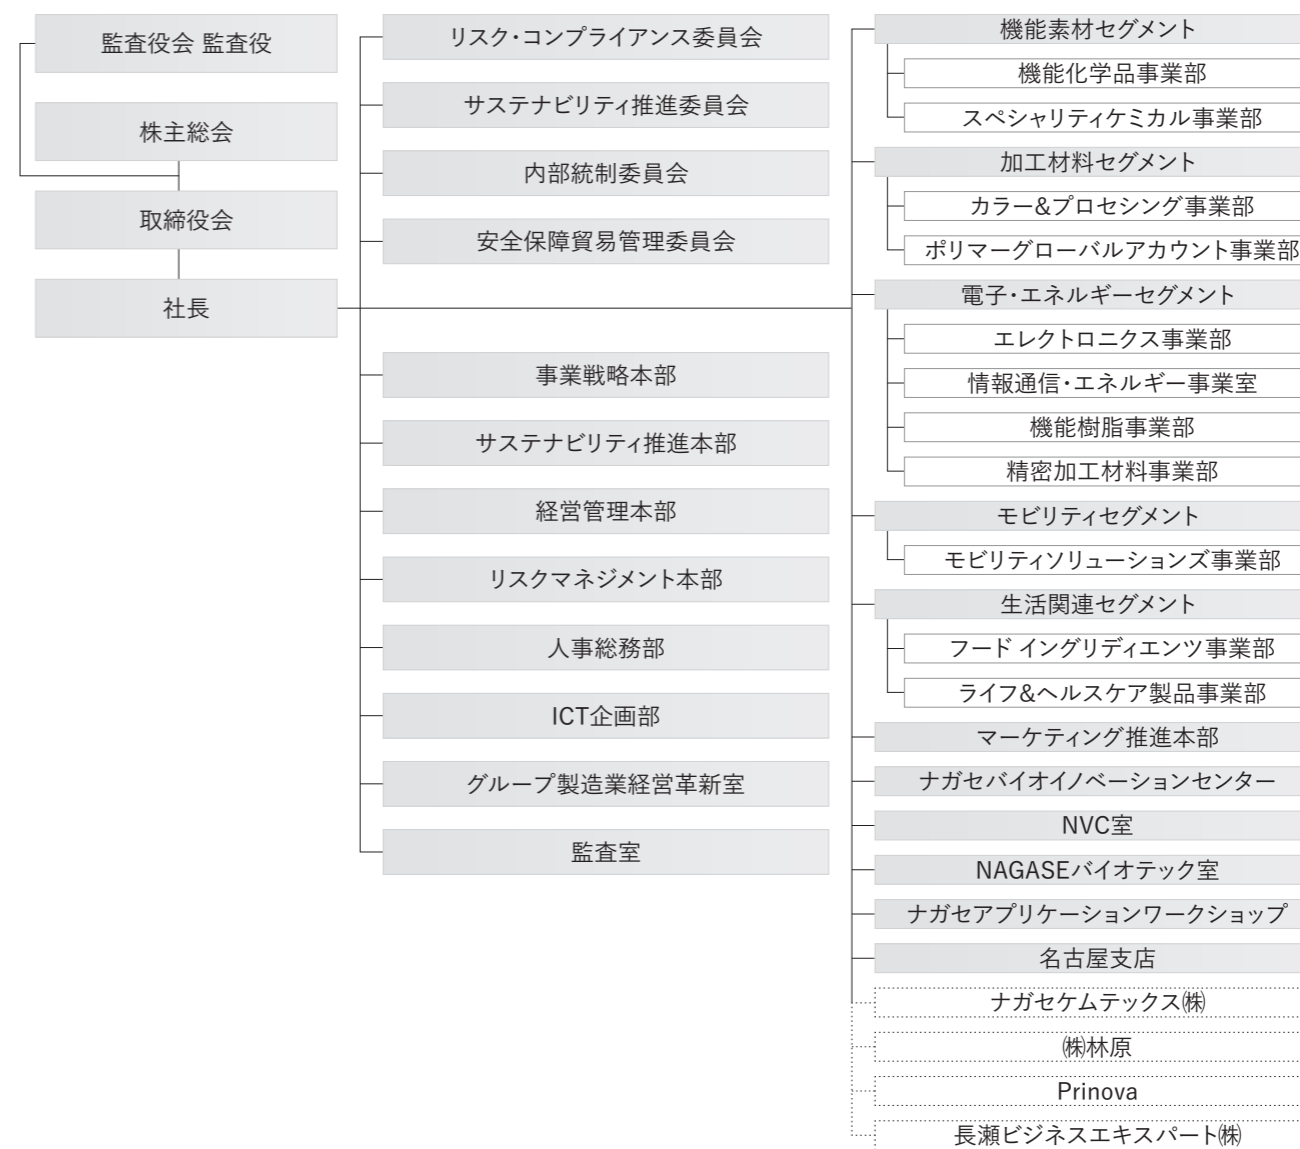 監査役会 監査役
株主総会
取締役会
社長
リスク・コンプライアンス委員会
サステナビリティ推進委員会
内部統制委員会
安全保障貿易管理委員会
事業戦略本部
サステナビリティ推進本部
経営管理本部
リスクマネジメント本部
人事総務部
ICT企画部
グループ製造業経営革新室
監査室
機能素材セグメント
機能化学品事業部
スペシャリティケミカル事業部
加工材料セグメント
カラー&プロセシング事業部
ポリマーグローバルアカウント事業部
電子・エネルギーセグメント
エレクトロニクス事業部
情報通信・エネルギー事業室
機能樹脂事業部
精密加工材料事業部
モビリティセグメント
モビリティソリューションズ事業部
生活関連セグメント
フード イングリディエンツ事業部
ライフ&ヘルスケア製品事業部
マーケティング推進本部
ナガセバイオイノベーションセンター
NVC室
NAGASEバイオテック室
ナガセアプリケーションワークショップ
名古屋支店
ナガセケムテックス㈱
㈱林原
Prinova
長瀬ビジネスエキスパート㈱